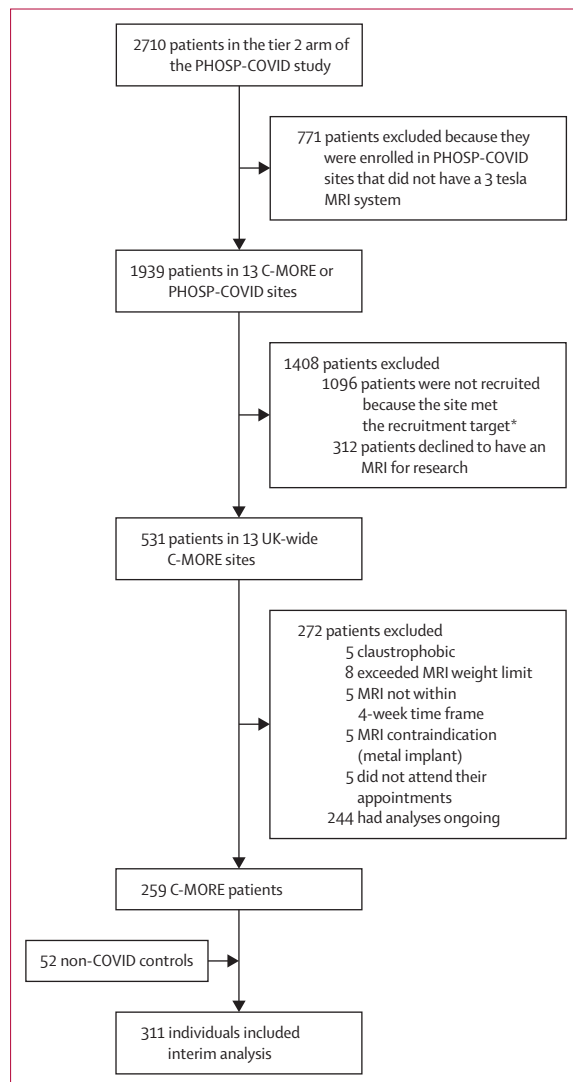 2710 patients in the tier 2 arm of
the PHOSP-COVID study
771 patients excluded because they
were enrolled in PHOSP-COVID
sites that did not have a 3 tesla
MRI system
1939 patients in 13 C-MORE or
PHOSP-COVID sites
1408 patients excluded
1096 patients were not recruited
because the site met
the recruitment target*
312 patients declined to have an
MRI for research
531 patients in 13 UK-wide
C-MORE sites
272 patients excluded
5 claustrophobic
8 exceeded MRI weight limit
5 MRI not within
4-week time frame
5 MRI contraindication
(metal implant)
5 did not attend their
appointments
244 had analyses ongoing
259 C-MORE patients
52 non-COVID controls
311 individuals included
interim analysis